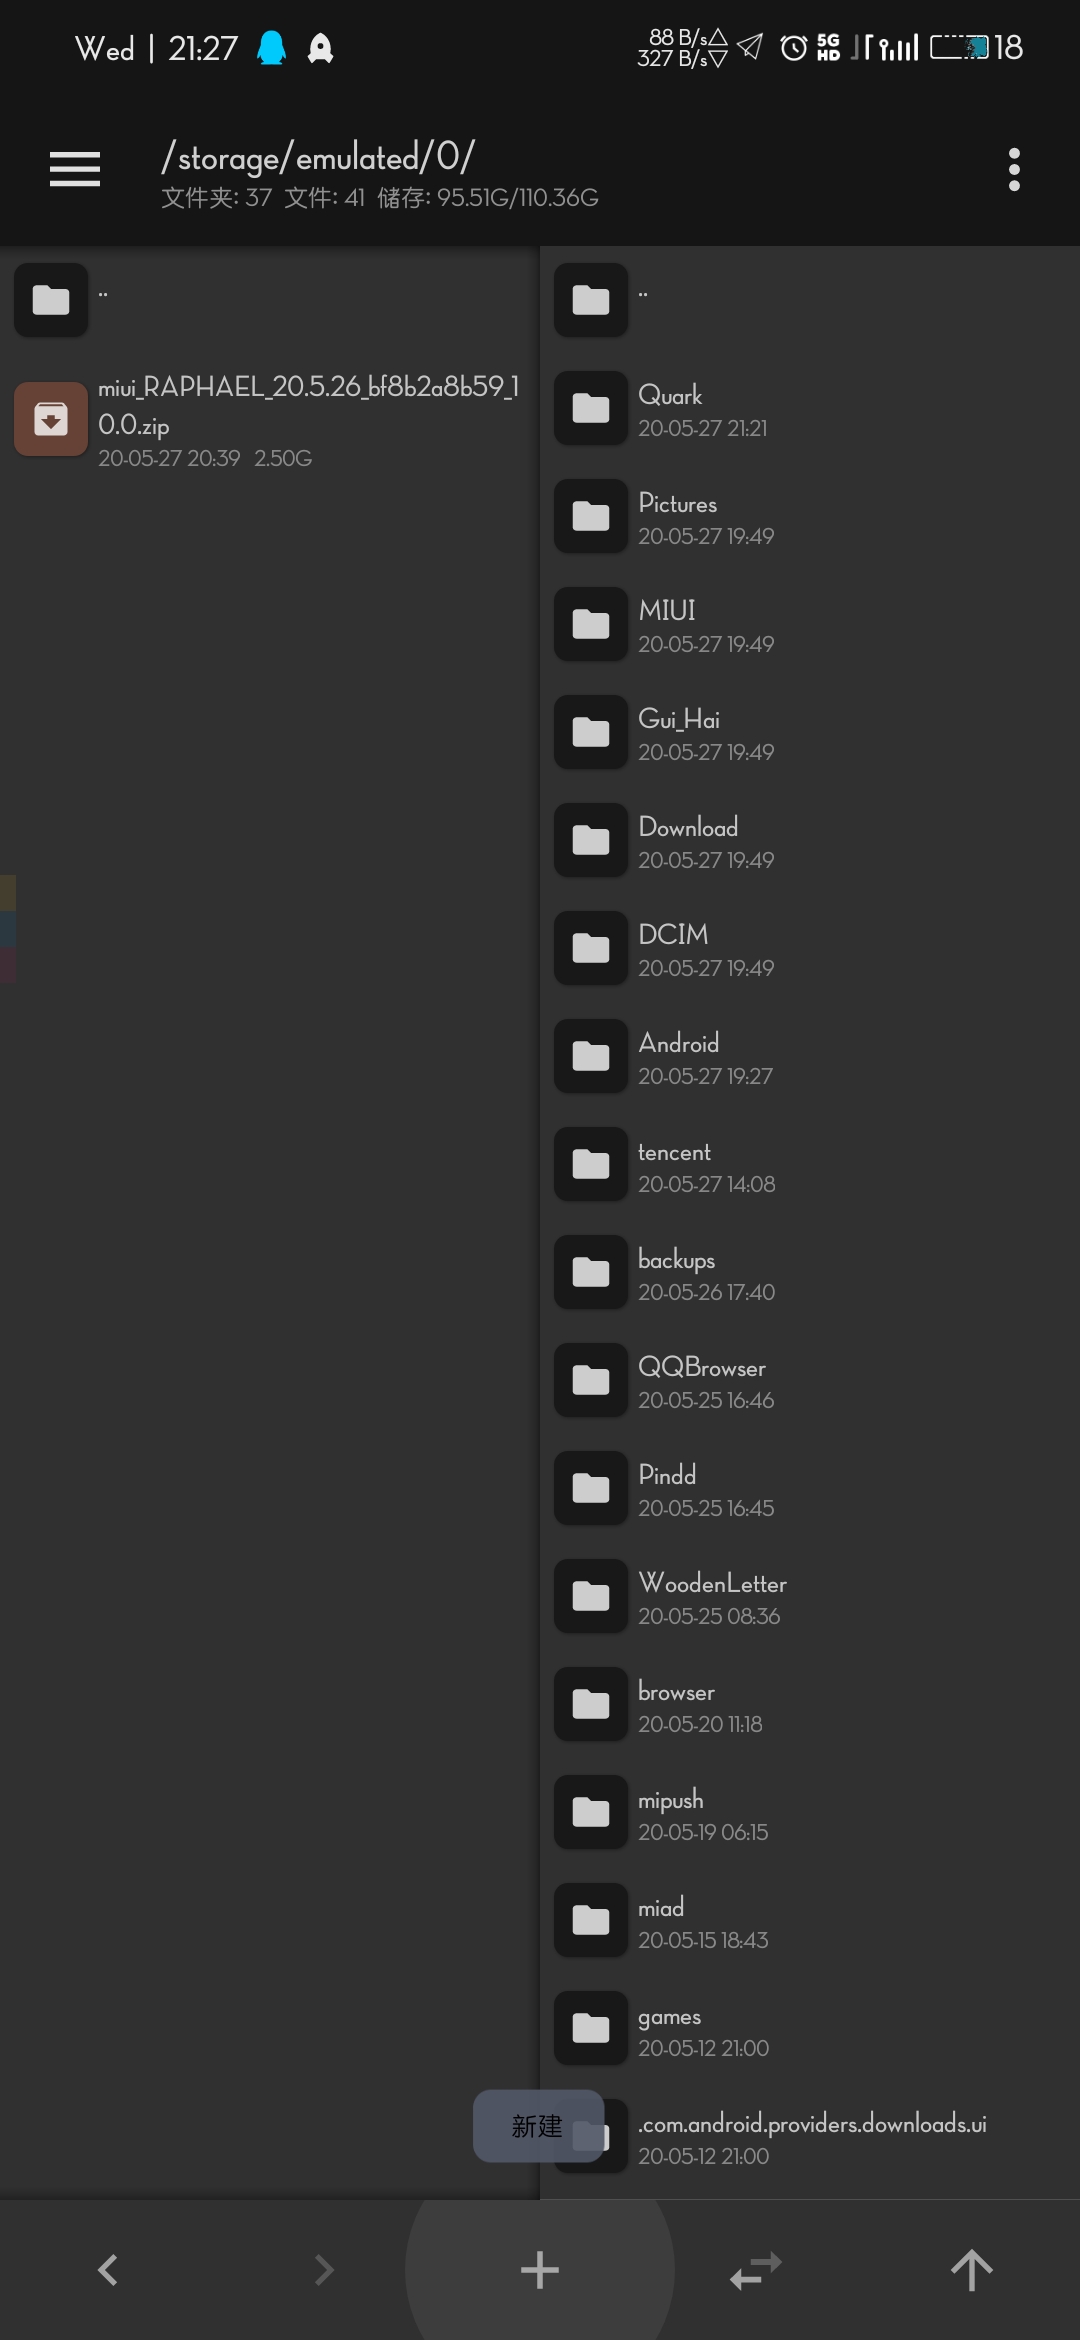 Wed | 21:27
88 B/s△
327 B/s▽
5G
HD
18
/storage/emulated/0/
文件夹: 37 文件: 41 储存: 95.51G/110.36G
..
miui_RAPHAEL_20.5.26_bf8b2a8b59_1
0.0.zip
20-05-27 20:39 2.50G
..
Quark
20-05-27 21:21
Pictures
20-05-27 19:49
MIUI
20-05-27 19:49
Gui_Hai
20-05-27 19:49
Download
20-05-27 19:49
DCIM
20-05-27 19:49
Android
20-05-27 19:27
tencent
20-05-27 14:08
backups
20-05-26 17:40
QQBrowser
20-05-25 16:46
Pindd
20-05-25 16:45
WoodenLetter
20-05-25 08:36
browser
20-05-20 11:18
mipush
20-05-19 06:15
miad
20-05-15 18:43
games
20-05-12 21:00
.com.android.providers.downloads.ui
20-05-12 21:00
新建